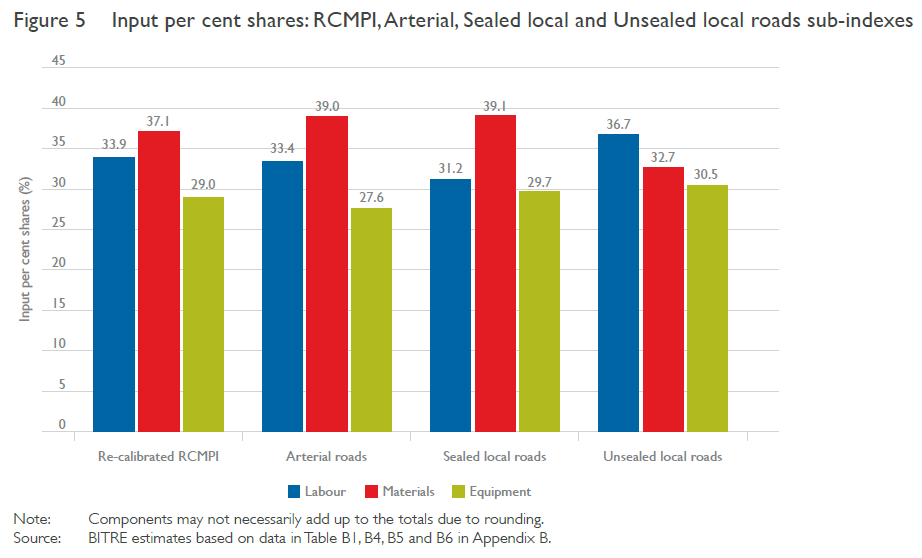 Figure 5 Input per cent shares: RCMPI, Arterial, Sealed local and Unsealed local roads sub-indexes
45
40
35
30
25
20
15
10
5
0
Input per cent shares (%)
33.9
37.1
29.0
33.4
39.0
27.6
31.2
39.1
29.7
36.7
32.7
30.5
Re-calibrated RCMPI
Arterial roads
Sealed local roads
Unsealed local roads
Labour
Materials
Equipment
Note: Components may not necessarily add up to the totals due to rounding.
Source: BITRE estimates based on data in Table B1, B4, B5 and B6 in Appendix B.